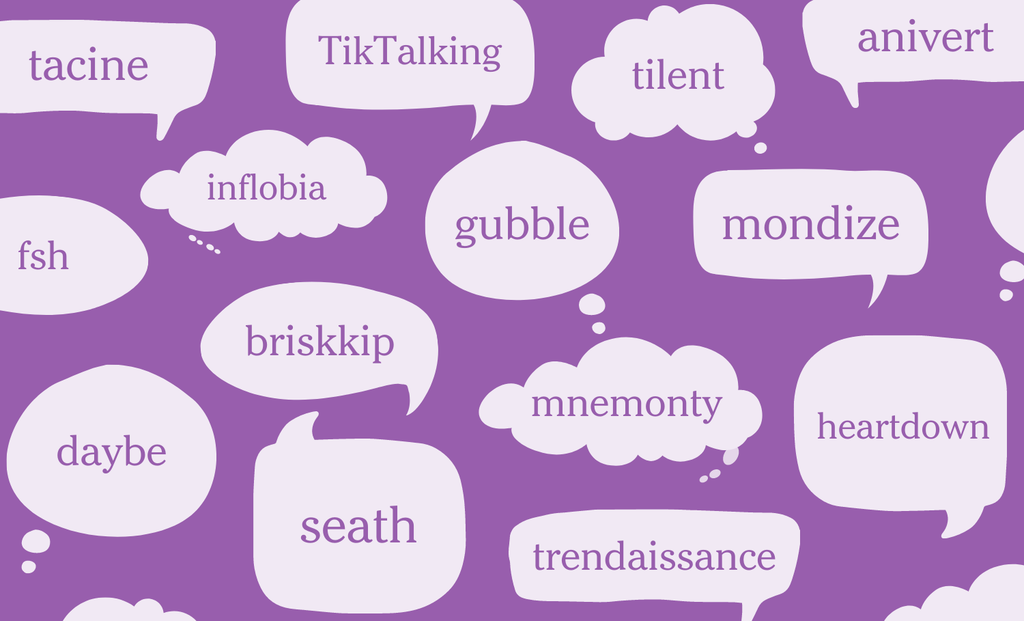 tacine
TikTalking
tilent
anivert
inflobia
gubble
mondize
fsh
briskkip
mnemonty
heartdown
daybe
seath
trendaissance